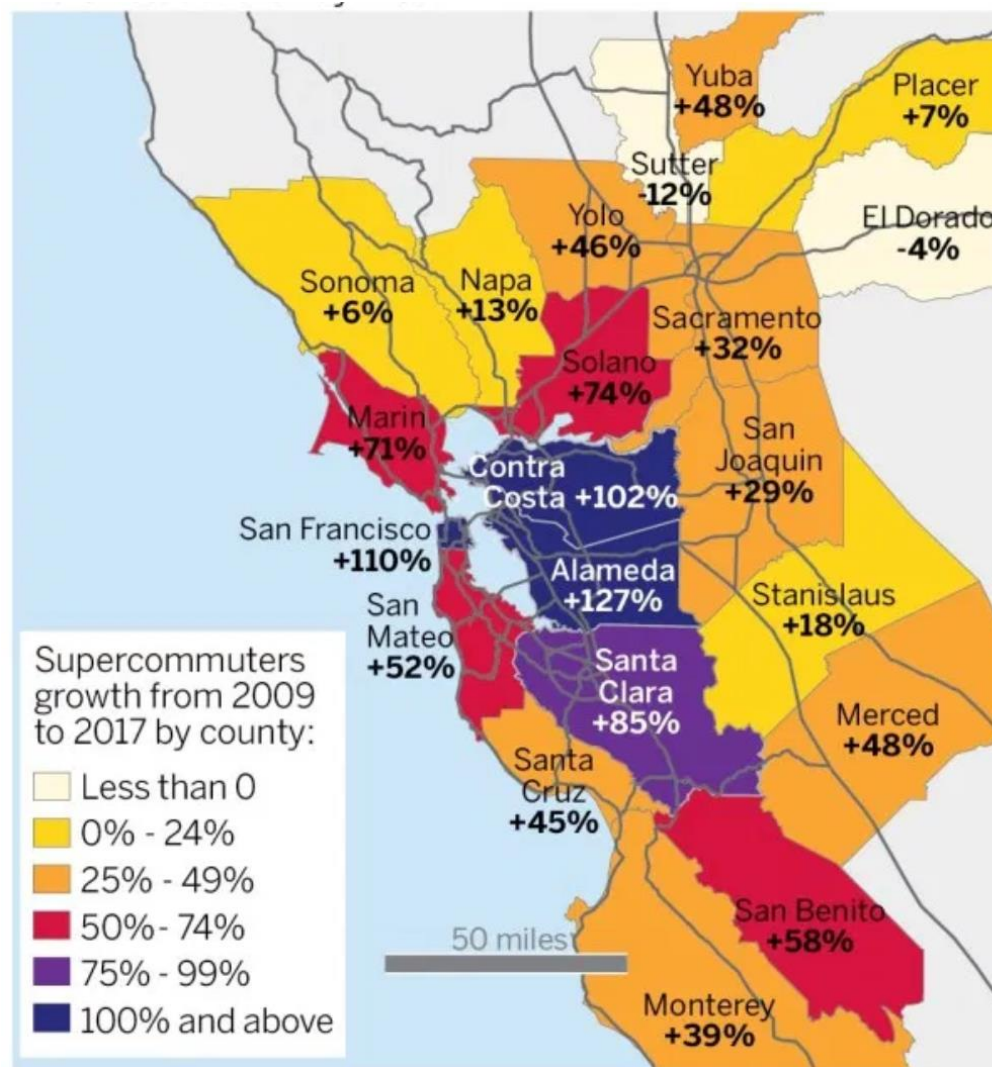 Yuba
+48%
Placer
+7%
Sutter
-12%
El Dorado
-4%
Yolo
+46%
Sonoma
+6%
Napa
+13%
Sacramento
+32%
Solano
+74%
Marin
+71%
San
Joaquin
+29%
Contra
Costa +102%
San Francisco
+110%
Alameda
+127%
Stanislaus
+18%
San
Mateo
+52%
Santa
Clara
+85%
Merced
+48%
Santa
Cruz
+45%
San Benito
+58%
Monterey
+39%
50 miles
Supercommuters
growth from 2009
to 2017 by county:
Less than 0
0% - 24%
25% - 49%
50% - 74%
75% - 99%
100% and above